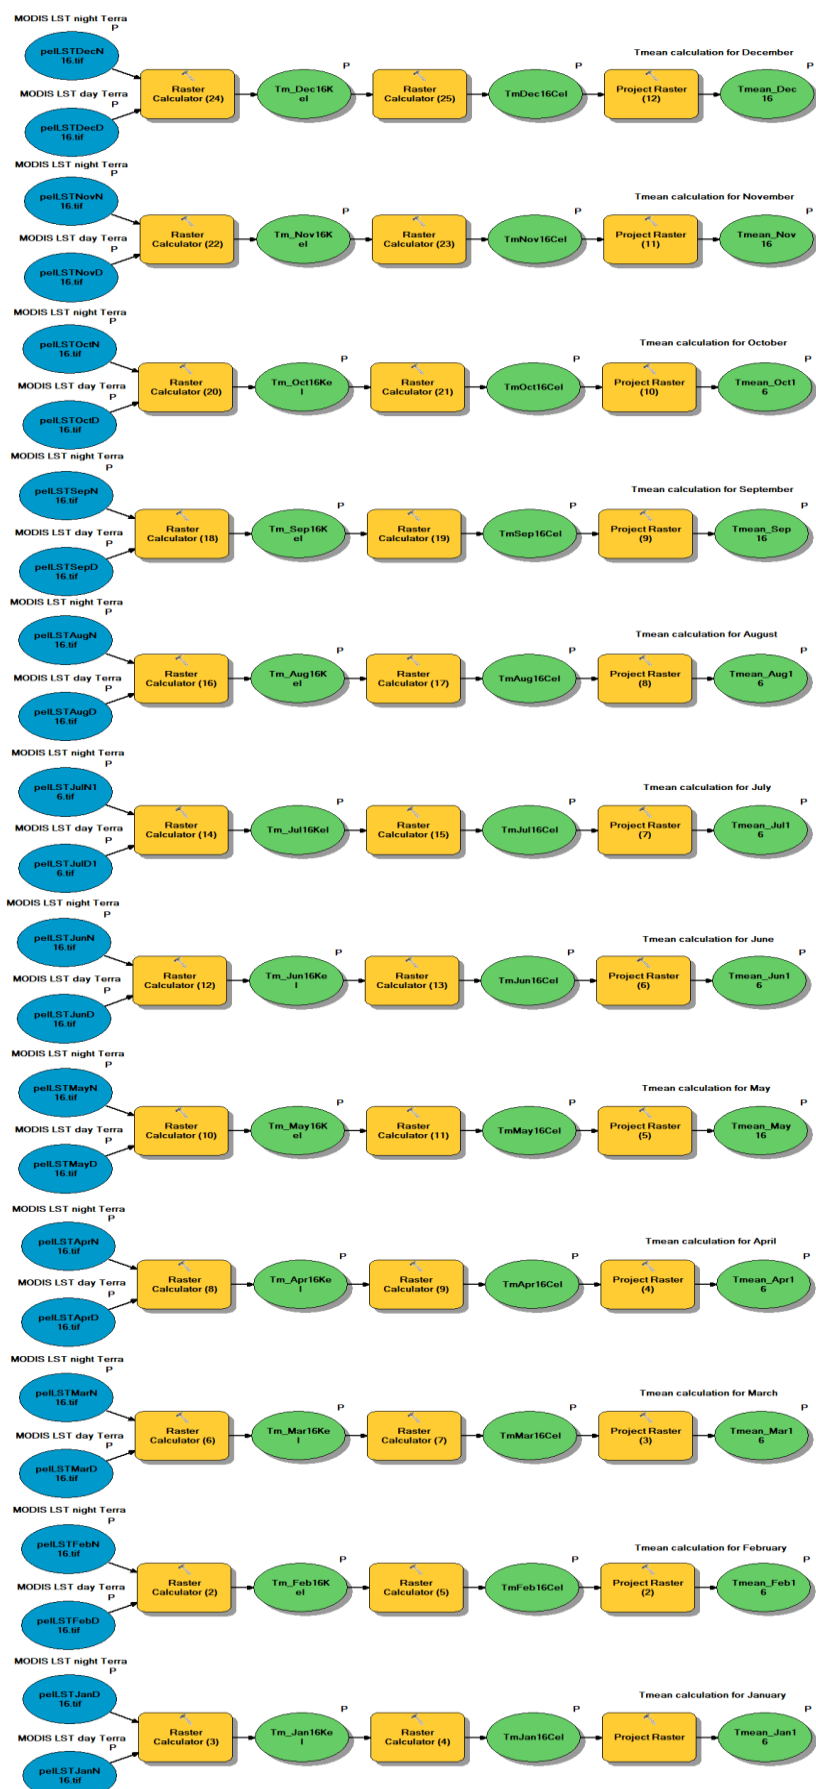 MODIS LST night Terra
P
pelLSTDecN
16.tif
MODIS LST day Terra
P
pelLSTDecD
16.tif
Raster
Calculator (24)
P
Tm_Dec16K
el
Raster
Calculator (25)
P
TmDec16Cel
Tmean calculation for December
Project Raster
(12)
P
Tmean_Dec
16
MODIS LST night Terra
P
pelLSTNovN
16.tif
MODIS LST day Terra
P
pelLSTNovD
16.tif
Raster
Calculator (22)
P
Tm_Nov16K
el
Raster
Calculator (23)
P
TmNov16Cel
Tmean calculation for November
Project Raster
(11)
P
Tmean_Nov
16
MODIS LST night Terra
P
pelLSTOctN
16.tif
MODIS LST day Terra
P
pelLSTOctD
16.tif
Raster
Calculator (20)
P
Tm_Oct16Ke
l
Raster
Calculator (21)
P
TmOct16Cel
Tmean calculation for October
Project Raster
(10)
P
Tmean_Oct1
6
MODIS LST night Terra
P
pelLSTSepN
16.tif
MODIS LST day Terra
P
pelLSTSepD
16.tif
Raster
Calculator (18)
P
Tm_Sep16K
el
Raster
Calculator (19)
P
TmSep16Cel
Tmean calculation for September
Project Raster
(9)
P
Tmean_Sep
16
MODIS LST night Terra
P
pelLSTAugN
16.tif
MODIS LST day Terra
P
pelLSTAugD
16.tif
Raster
Calculator (16)
P
Tm_Aug16K
el
Raster
Calculator (17)
P
TmAug16Cel
Tmean calculation for August
Project Raster
(8)
P
Tmean_Aug1
6
MODIS LST night Terra
P
pelLSTJulN1
6.tif
MODIS LST day Terra
P
pelLSTJulD1
6.tif
Raster
Calculator (14)
P
Tm_Jul16Kel
Raster
Calculator (15)
P
TmJul16Cel
Tmean calculation for July
Project Raster
(7)
P
Tmean_Jul1
6
MODIS LST night Terra
P
pelLSTJunN
16.tif
MODIS LST day Terra
P
pelLSTJunD
16.tif
Raster
Calculator (12)
P
Tm_Jun16Ke
l
Raster
Calculator (13)
P
TmJun16Cel
Tmean calculation for June
Project Raster
(6)
P
Tmean_Jun1
6
MODIS LST night Terra
P
pelLSTMayN
16.tif
MODIS LST day Terra
P
pelLSTMayD
16.tif
Raster
Calculator (10)
P
Tm_May16K
el
Raster
Calculator (11)
P
TmMay16Cel
Tmean calculation for May
Project Raster
(5)
P
Tmean_May
16
MODIS LST night Terra
P
pelLSTAprN
16.tif
MODIS LST day Terra
P
pelLSTAprD
16.tif
Raster
Calculator (8)
P
Tm_Apr16Ke
l
Raster
Calculator (9)
P
TmApr16Cel
Tmean calculation for April
Project Raster
(4)
P
Tmean_Apr1
6
MODIS LST night Terra
P
pelLSTMarN
16.tif
MODIS LST day Terra
P
pelLSTMarD
16.tif
Raster
Calculator (6)
P
Tm_Mar16Ke
l
Raster
Calculator (7)
P
TmMar16Cel
Tmean calculation for March
Project Raster
(3)
P
Tmean_Mar1
6
MODIS LST night Terra
P
pelLSTFebN
16.tif
MODIS LST day Terra
P
pelLSTFebD
16.tif
Raster
Calculator (2)
P
Tm_Feb16K
el
Raster
Calculator (5)
P
TmFeb16Cel
Tmean calculation for February
Project Raster
(2)
P
Tmean_Feb1
6
MODIS LST night Terra
P
pelLSTJanD
16.tif
MODIS LST day Terra
P
pelLSTJanN
16.tif
Raster
Calculator (3)
P
Tm_Jan16Ke
l
Raster
Calculator (4)
P
TmJan16Cel
Tmean calculation for January
Project Raster
P
Tmean_Jan1
6